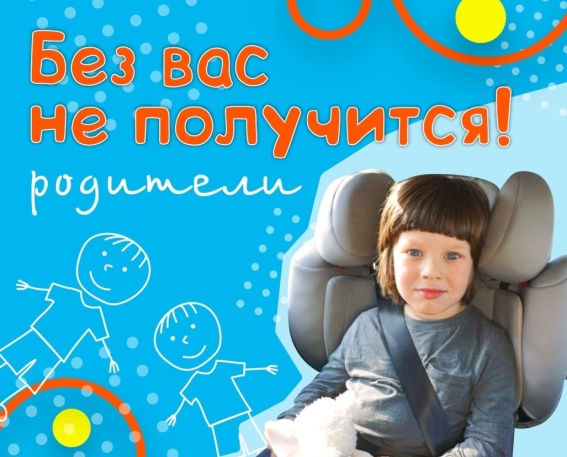 Без вас
не получится!
родители